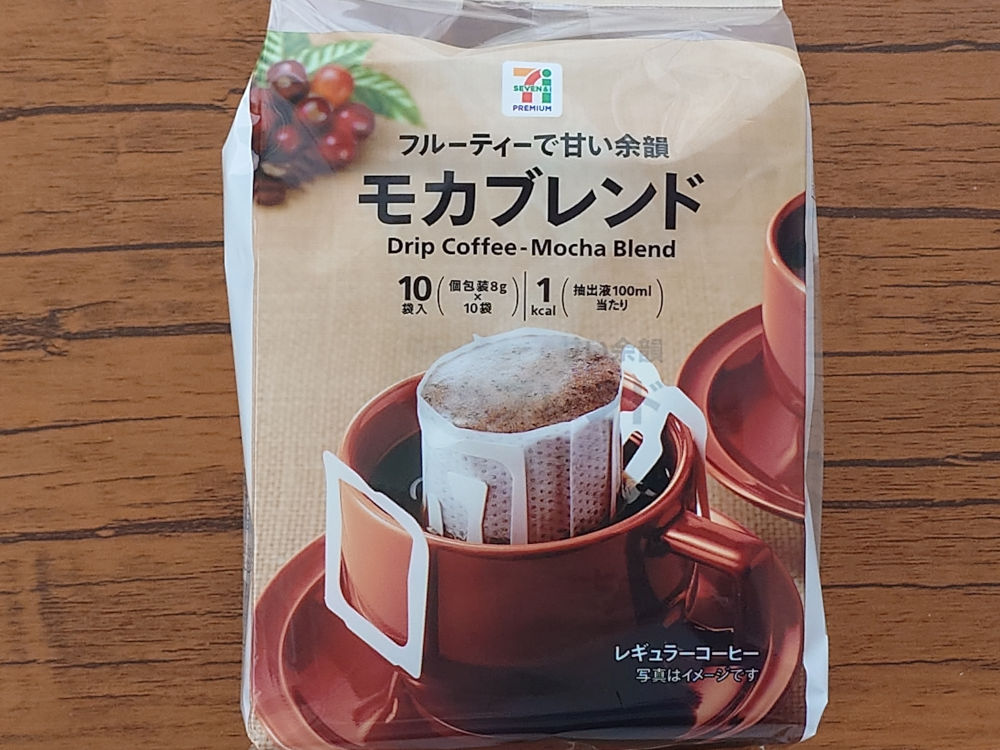 SEVEN&i
PREMIUM
フルーティーで甘い余韻
モカブレンド
Drip Coffee-Mocha Blend
10袋入(個包装8g×10袋) 1kcal(抽出液100ml当たり)
レギュラーコーヒー
写真はイメージです